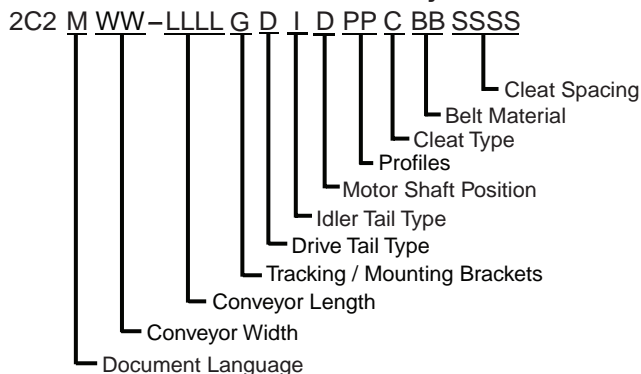 2C2 M WW–LLLL G D I D PP C BB SSSS
Cleat Spacing
Belt Material
Cleat Type
Profiles
Motor Shaft Position
Idler Tail Type
Drive Tail Type
Tracking / Mounting Brackets
Conveyor Length
Conveyor Width
Document Language